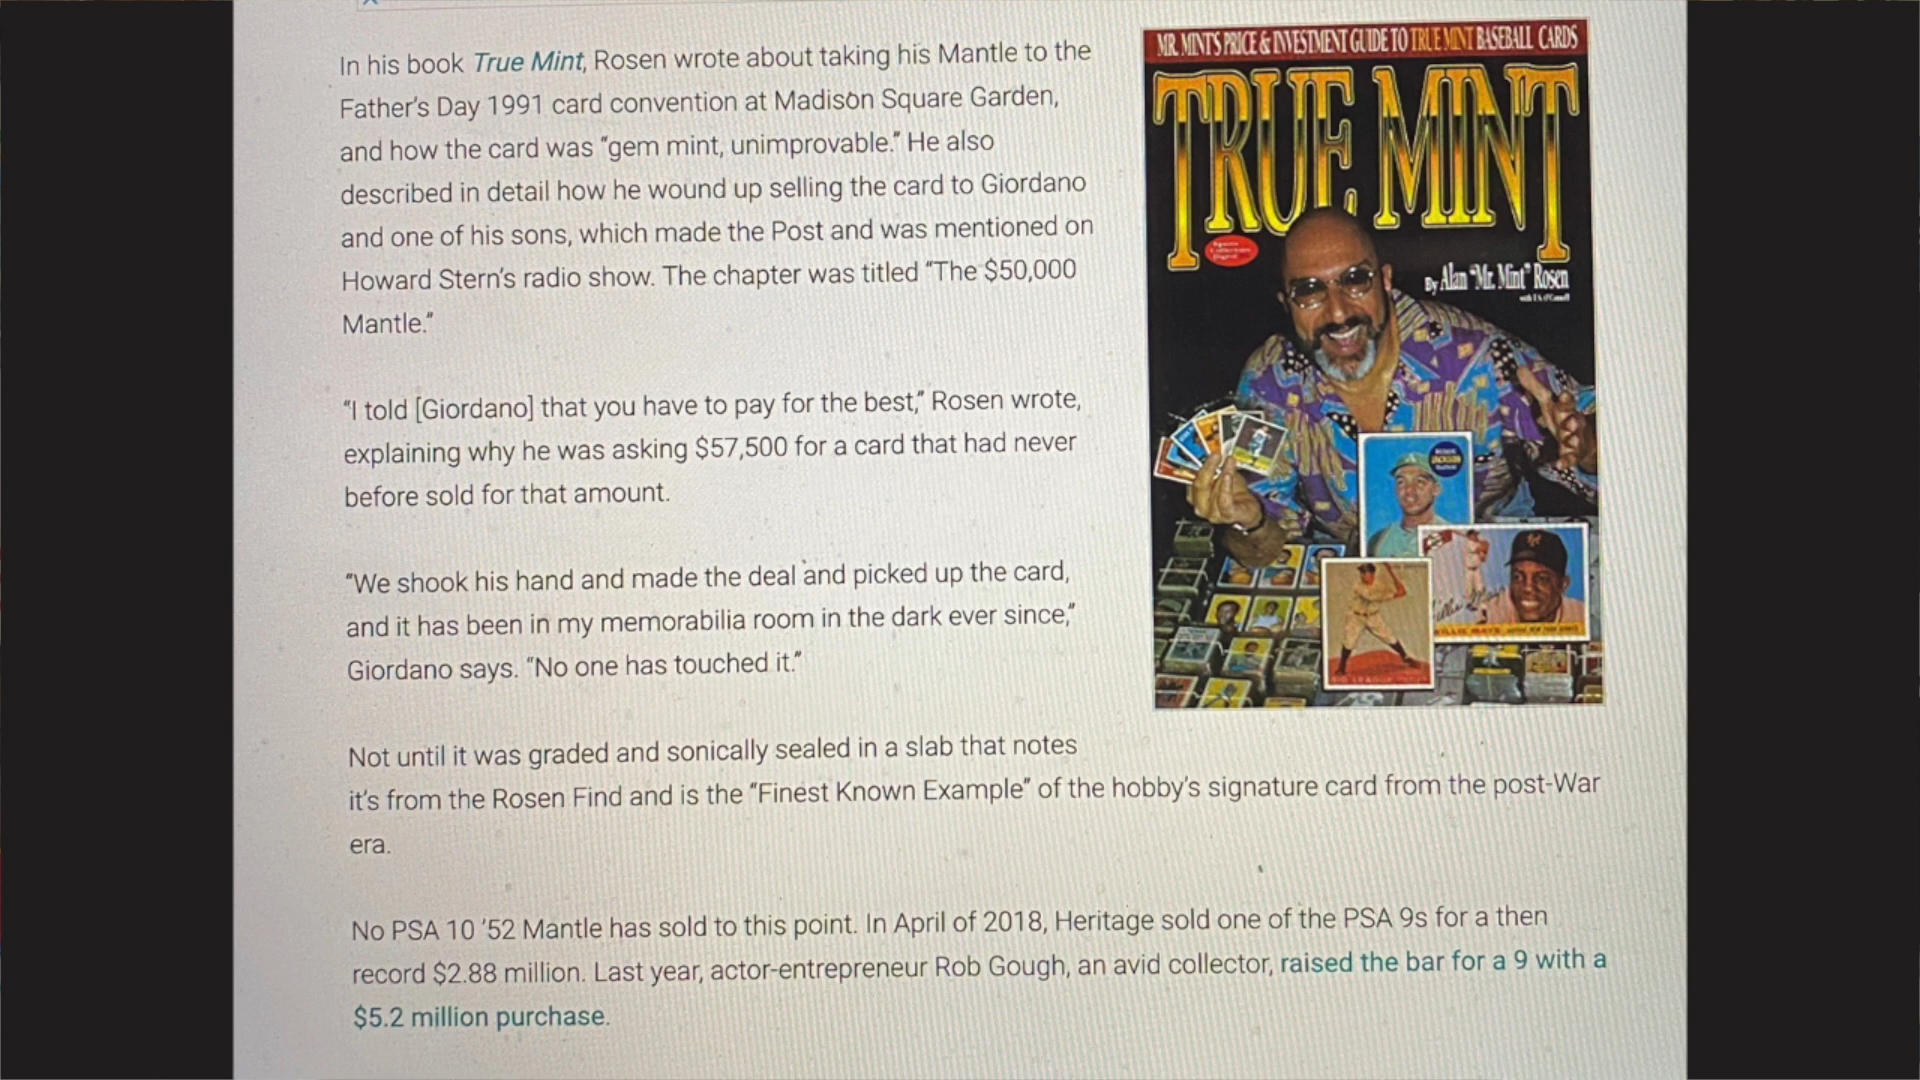 In his book True Mint, Rosen wrote about taking his Mantle to the
Father's Day 1991 card convention at Madison Square Garden,
and how the card was "gem mint, unimprovable." He also
described in detail how he wound up selling the card to Giordano
and one of his sons, which made the Post and was mentioned on
Howard Stern's radio show. The chapter was titled "The $50,000
Mantle."
"I told [Giordano] that you have to pay for the best," Rosen wrote,
explaining why he was asking $57,500 for a card that had never
before sold for that amount.
"We shook his hand and made the deal and picked up the card,
and it has been in my memorabilia room in the dark ever since,"
Giordano says. "No one has touched it."
Not until it was graded and sonically sealed in a slab that notes
it's from the Rosen Find and is the "Finest Known Example" of the hobby's signature card from the post-War
era.
No PSA 10 '52 Mantle has sold to this point. In April of 2018, Heritage sold one of the PSA 9s for a then
record $2.88 million. Last year, actor-entrepreneur Rob Gough, an avid collector, raised the bar for a 9 with a
$5.2 million purchase.
MR. MINT'S PRICE & INVESTMENT GUIDE TO TRUE MINT BASEBALL CARDS
TRUE MINT
By Alan "Mr. Mint" Rosen
JACKSON
Willie Mays
WILLIE MAYS